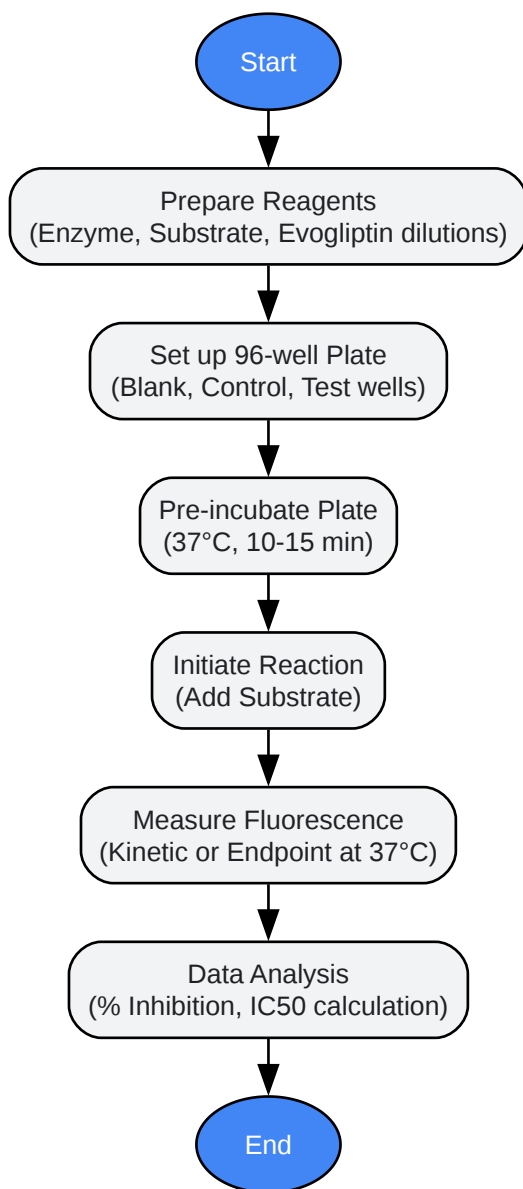 Start
Prepare Reagents
(Enzyme, Substrate, Evogliptin dilutions)
Set up 96-well Plate
(Blank, Control, Test wells)
Pre-incubate Plate
(37°C, 10-15 min)
Initiate Reaction
(Add Substrate)
Measure Fluorescence
(Kinetic or Endpoint at 37°C)
Data Analysis
(% Inhibition, IC50 calculation)
End